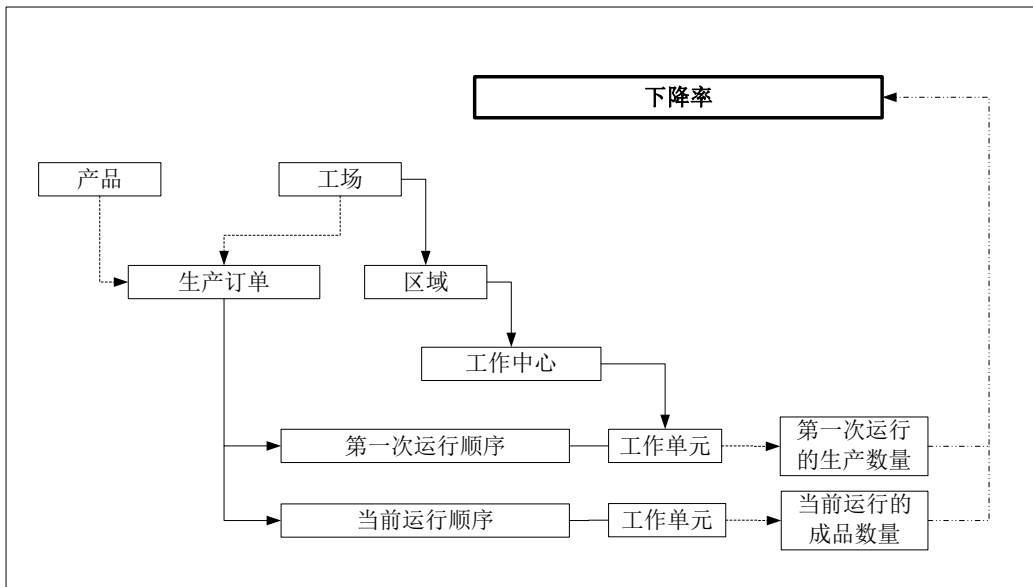 下降率
产品
工场
生产订单
区域
工作中心
第一次运行顺序
工作单元
第一次运行
的生产数量
当前运行顺序
工作单元
当前运行的
成品数量